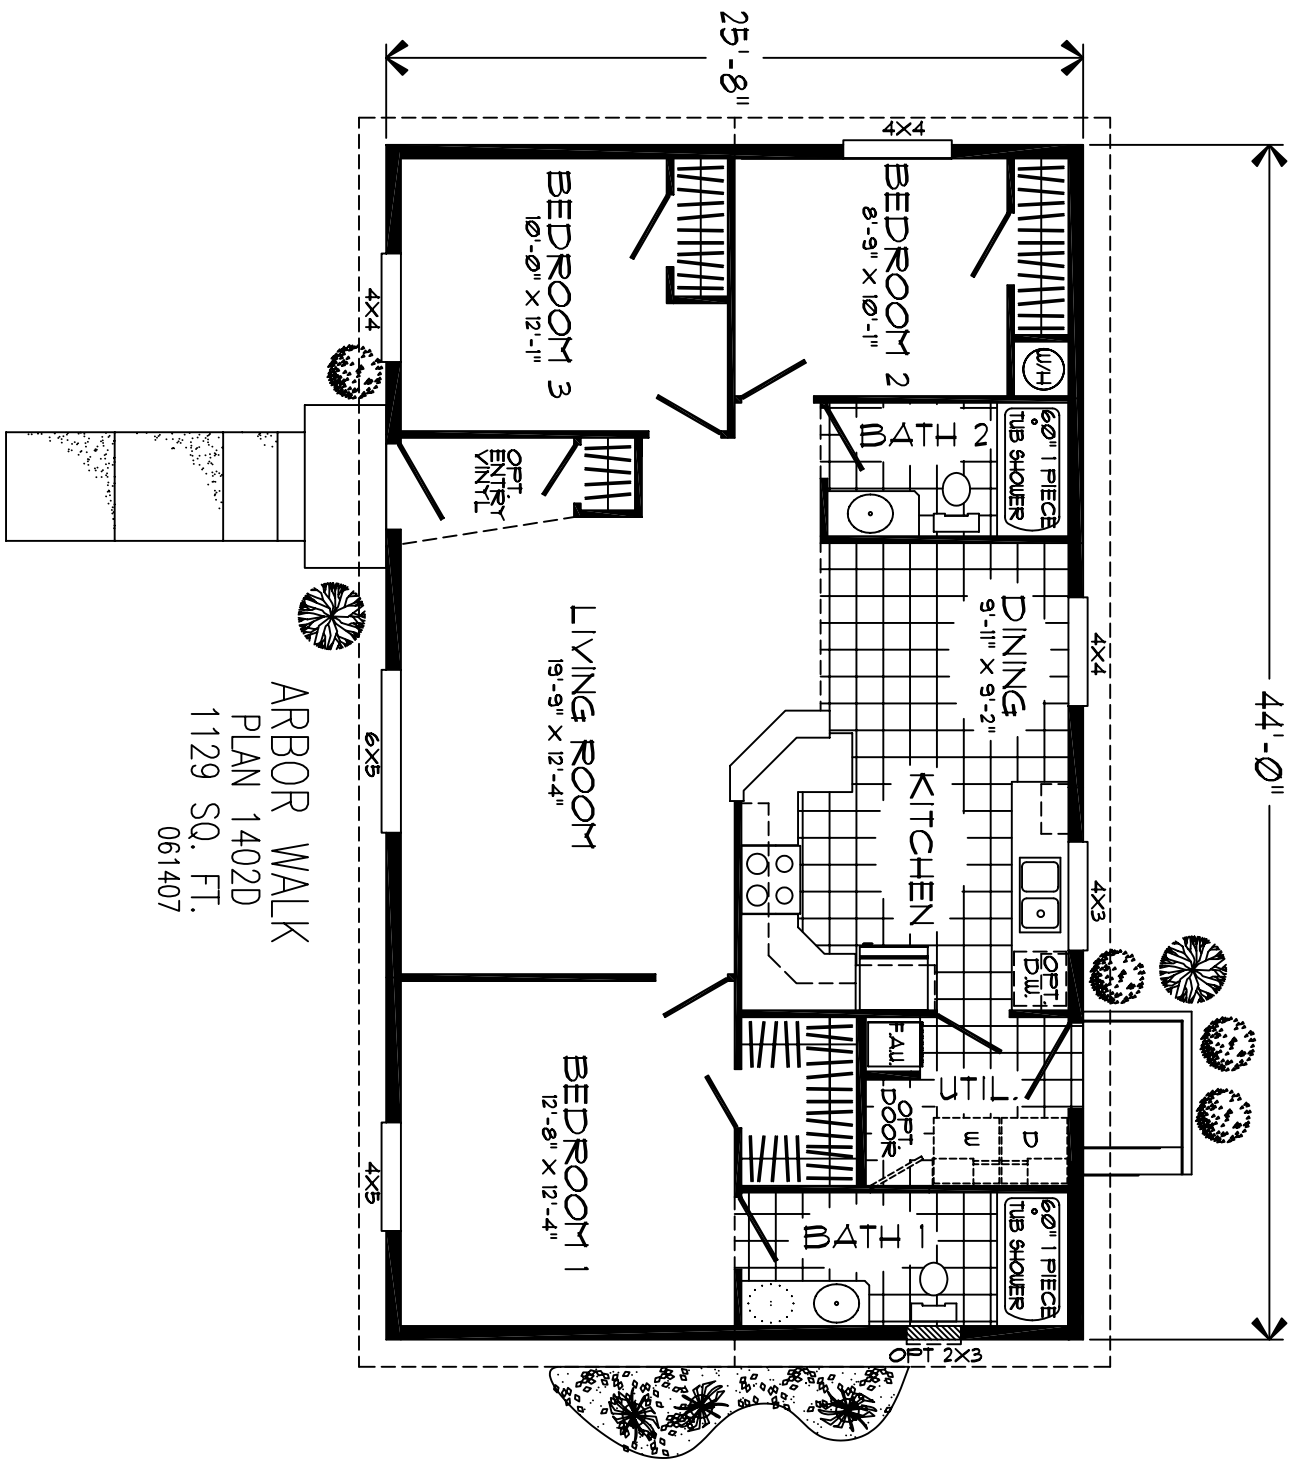 44'-0"
25'-8"
4X4
4X3
4X4
OPT 2X3
4X4
6X5
4X5
W/H
60" 1 PIECE
TUB SHOWER
BATH 2
BEDROOM 2
8'-9" X 10'-1"
DINING
9'-11" X 9'-2"
KITCHEN
OPT.
D.W.
UTIL.
F.A.U.
W
D
OPT.
DOOR
60" 1 PIECE
TUB SHOWER
BATH 1
BEDROOM 3
10'-0" X 12'-1"
OPT.
ENTRY
VINYL
LIVING ROOM
19'-9" X 12'-4"
BEDROOM 1
12'-8" X 12'-4"
ARBOR WALK
PLAN 1402D
1129 SQ. FT.
061407